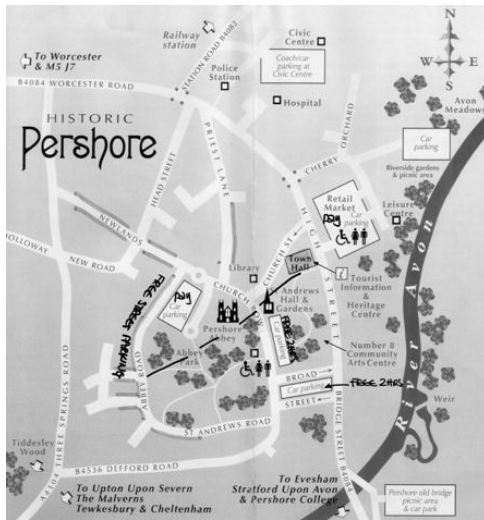 To Worcester
& M5 J7
Railway
station
STATION ROAD B4082
Civic
Centre
Coach/car
parking at
Civic Centre
Police
Station
Hospital
N
W E
S
Avon
Meadows
B4084 WORCESTER ROAD
HISTORIC
Pershore
HEAD STREET
PRIEST LANE
CHERRY ORCHARD
Car
parking
Riverside gardens
& picnic area
NEWLANDS
HOLLOWAY
NEW ROAD
Retail
Market
PAY
Car
parking
Leisure
Centre
HIGH STREET
CHURCH ST
Town
Hall
Library
i
Tourist
Information
& Heritage
Centre
River Avon
FREE STREET PARKING
PAY
Car
parking
CHURCH ROW
Andrews
Hall &
Gardens
Pershore
Abbey
FREE 2HRS
Car
parking
Abbey
Park
Number 8
Community
Arts Centre
ABBEY ROAD
BROAD
Car parking
FREE 2HRS
STREET
Weir
ST ANDREWS ROAD
BRIDGE STREET B4084
B4084 THREE SPRINGS ROAD
Tiddesley
Wood
B4536 DEFFORD ROAD
To Upton Upon Severn
The Malverns
Tewkesbury & Cheltenham
To Evesham
Stratford Upon Avon
& Pershore College
Pershore old bridge
picnic area
& car park